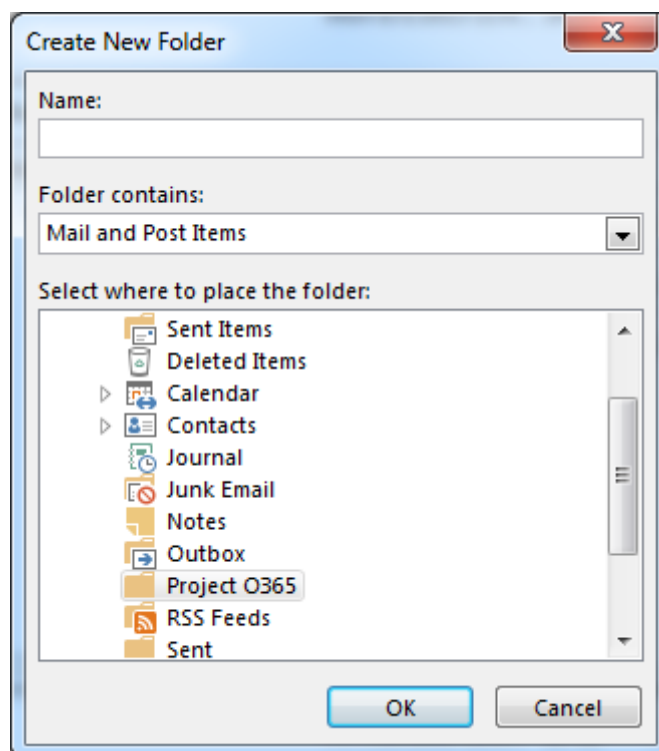 Create New Folder
Name:
Folder contains:
Mail and Post Items
Select where to place the folder:
Sent Items
Deleted Items
Calendar
Contacts
Journal
Junk Email
Notes
Outbox
Project O365
RSS Feeds
Sent
OK Cancel